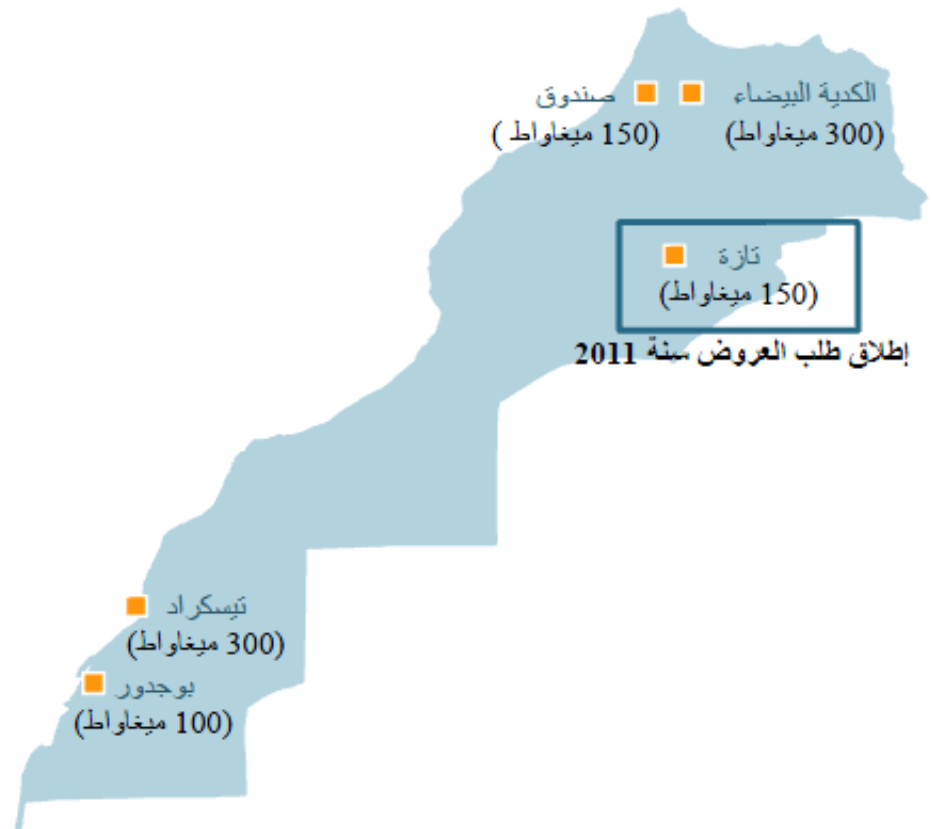 الكدية البيضاء
(300 ميغاواط)
صندوق
(150 ميغاواط )
تازة
(150 ميغاواط)
إطلاق طلب العروض سنة 2011
تيسكراد
(300 ميغاواط)
بوجدور
(100 ميغاواط)